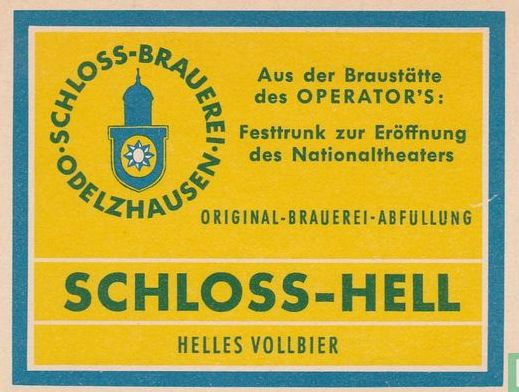 SCHLOSS-BRAUEREI · ODELZHAUSEN ·
Aus der Braustätte
des OPERATOR'S:
Festtrunk zur Eröffnung
des Nationaltheaters
ORIGINAL-BRAUEREI-ABFÜLLUNG
SCHLOSS-HELL
HELLES VOLLBIER